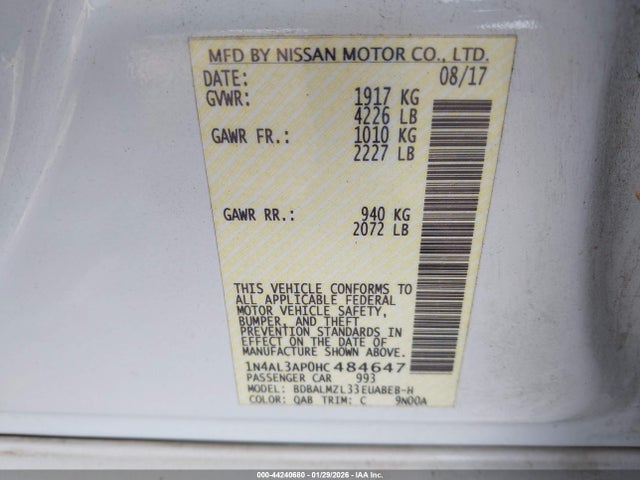 MFD BY NISSAN MOTOR CO., LTD.
DATE: 08/17
GVWR: 1917 KG
4226 LB
GAWR FR.: 1010 KG
2227 LB
GAWR RR.: 940 KG
2072 LB
THIS VEHICLE CONFORMS TO
ALL APPLICABLE FEDERAL
MOTOR VEHICLE SAFETY,
BUMPER, AND THEFT
PREVENTION STANDARDS IN
EFFECT ON THE DATE OF
MANUFACTURE SHOWN ABOVE.
1N4AL3AP0HC484647
PASSENGER CAR 993
MODEL: BDBALMZL33EUABEB-H
COLOR: QAB TRIM: C 9N00A
000-44240680 | 01/29/2026 - IAAI.COM